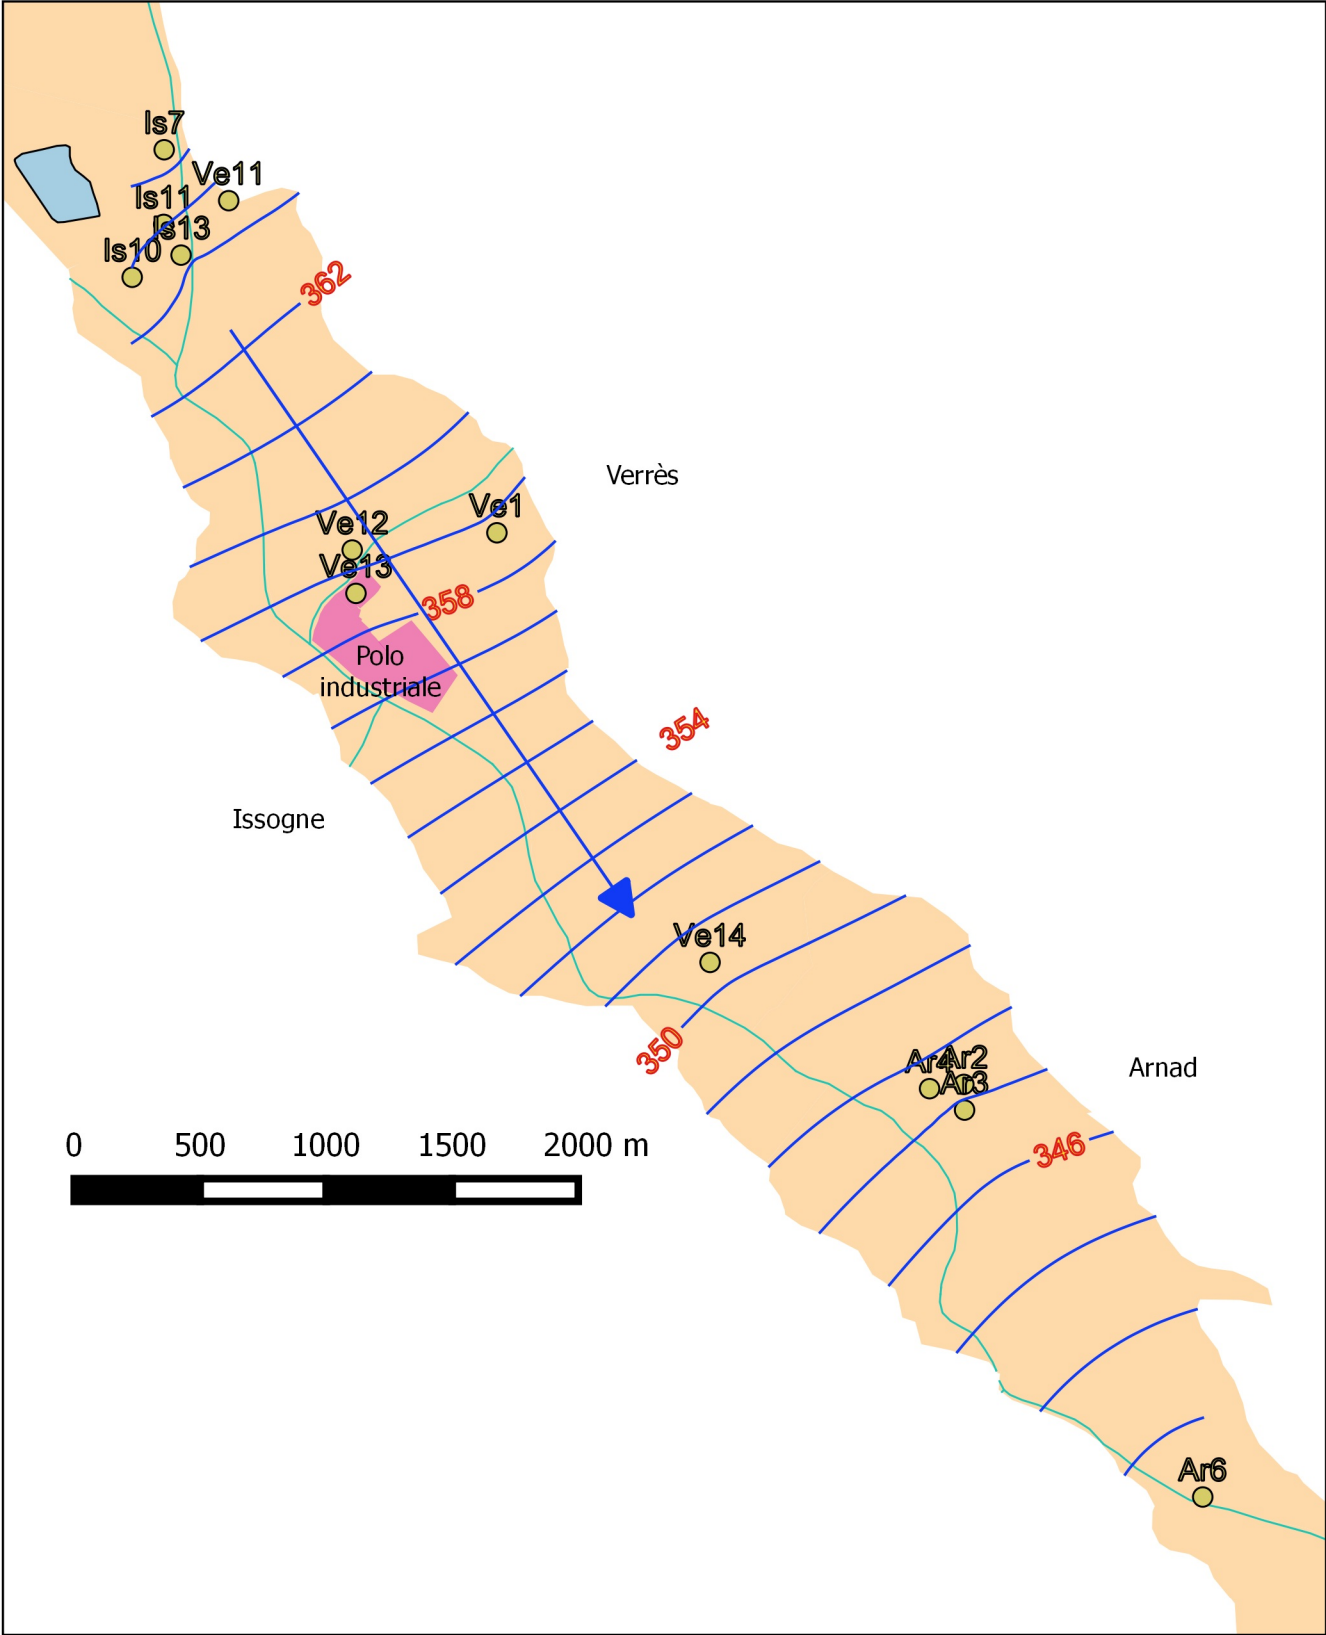 Is7
Ve11
Is11
Is13
Is10
362
Verrès
Ve1
Ve12
Ve13
358
Polo
industriale
354
Issogne
Ve14
350
Ar4
Ar2
Ar3
Arnad
346
0 500 1000 1500 2000 m
Ar6